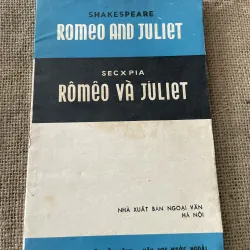 SHAKESPEARE
ROMEO AND JULIET
SECXPIA
RÔMÊO VÀ JULIET
NHÀ XUẤT BẢN NGOẠI VĂN
HÀ NỘI